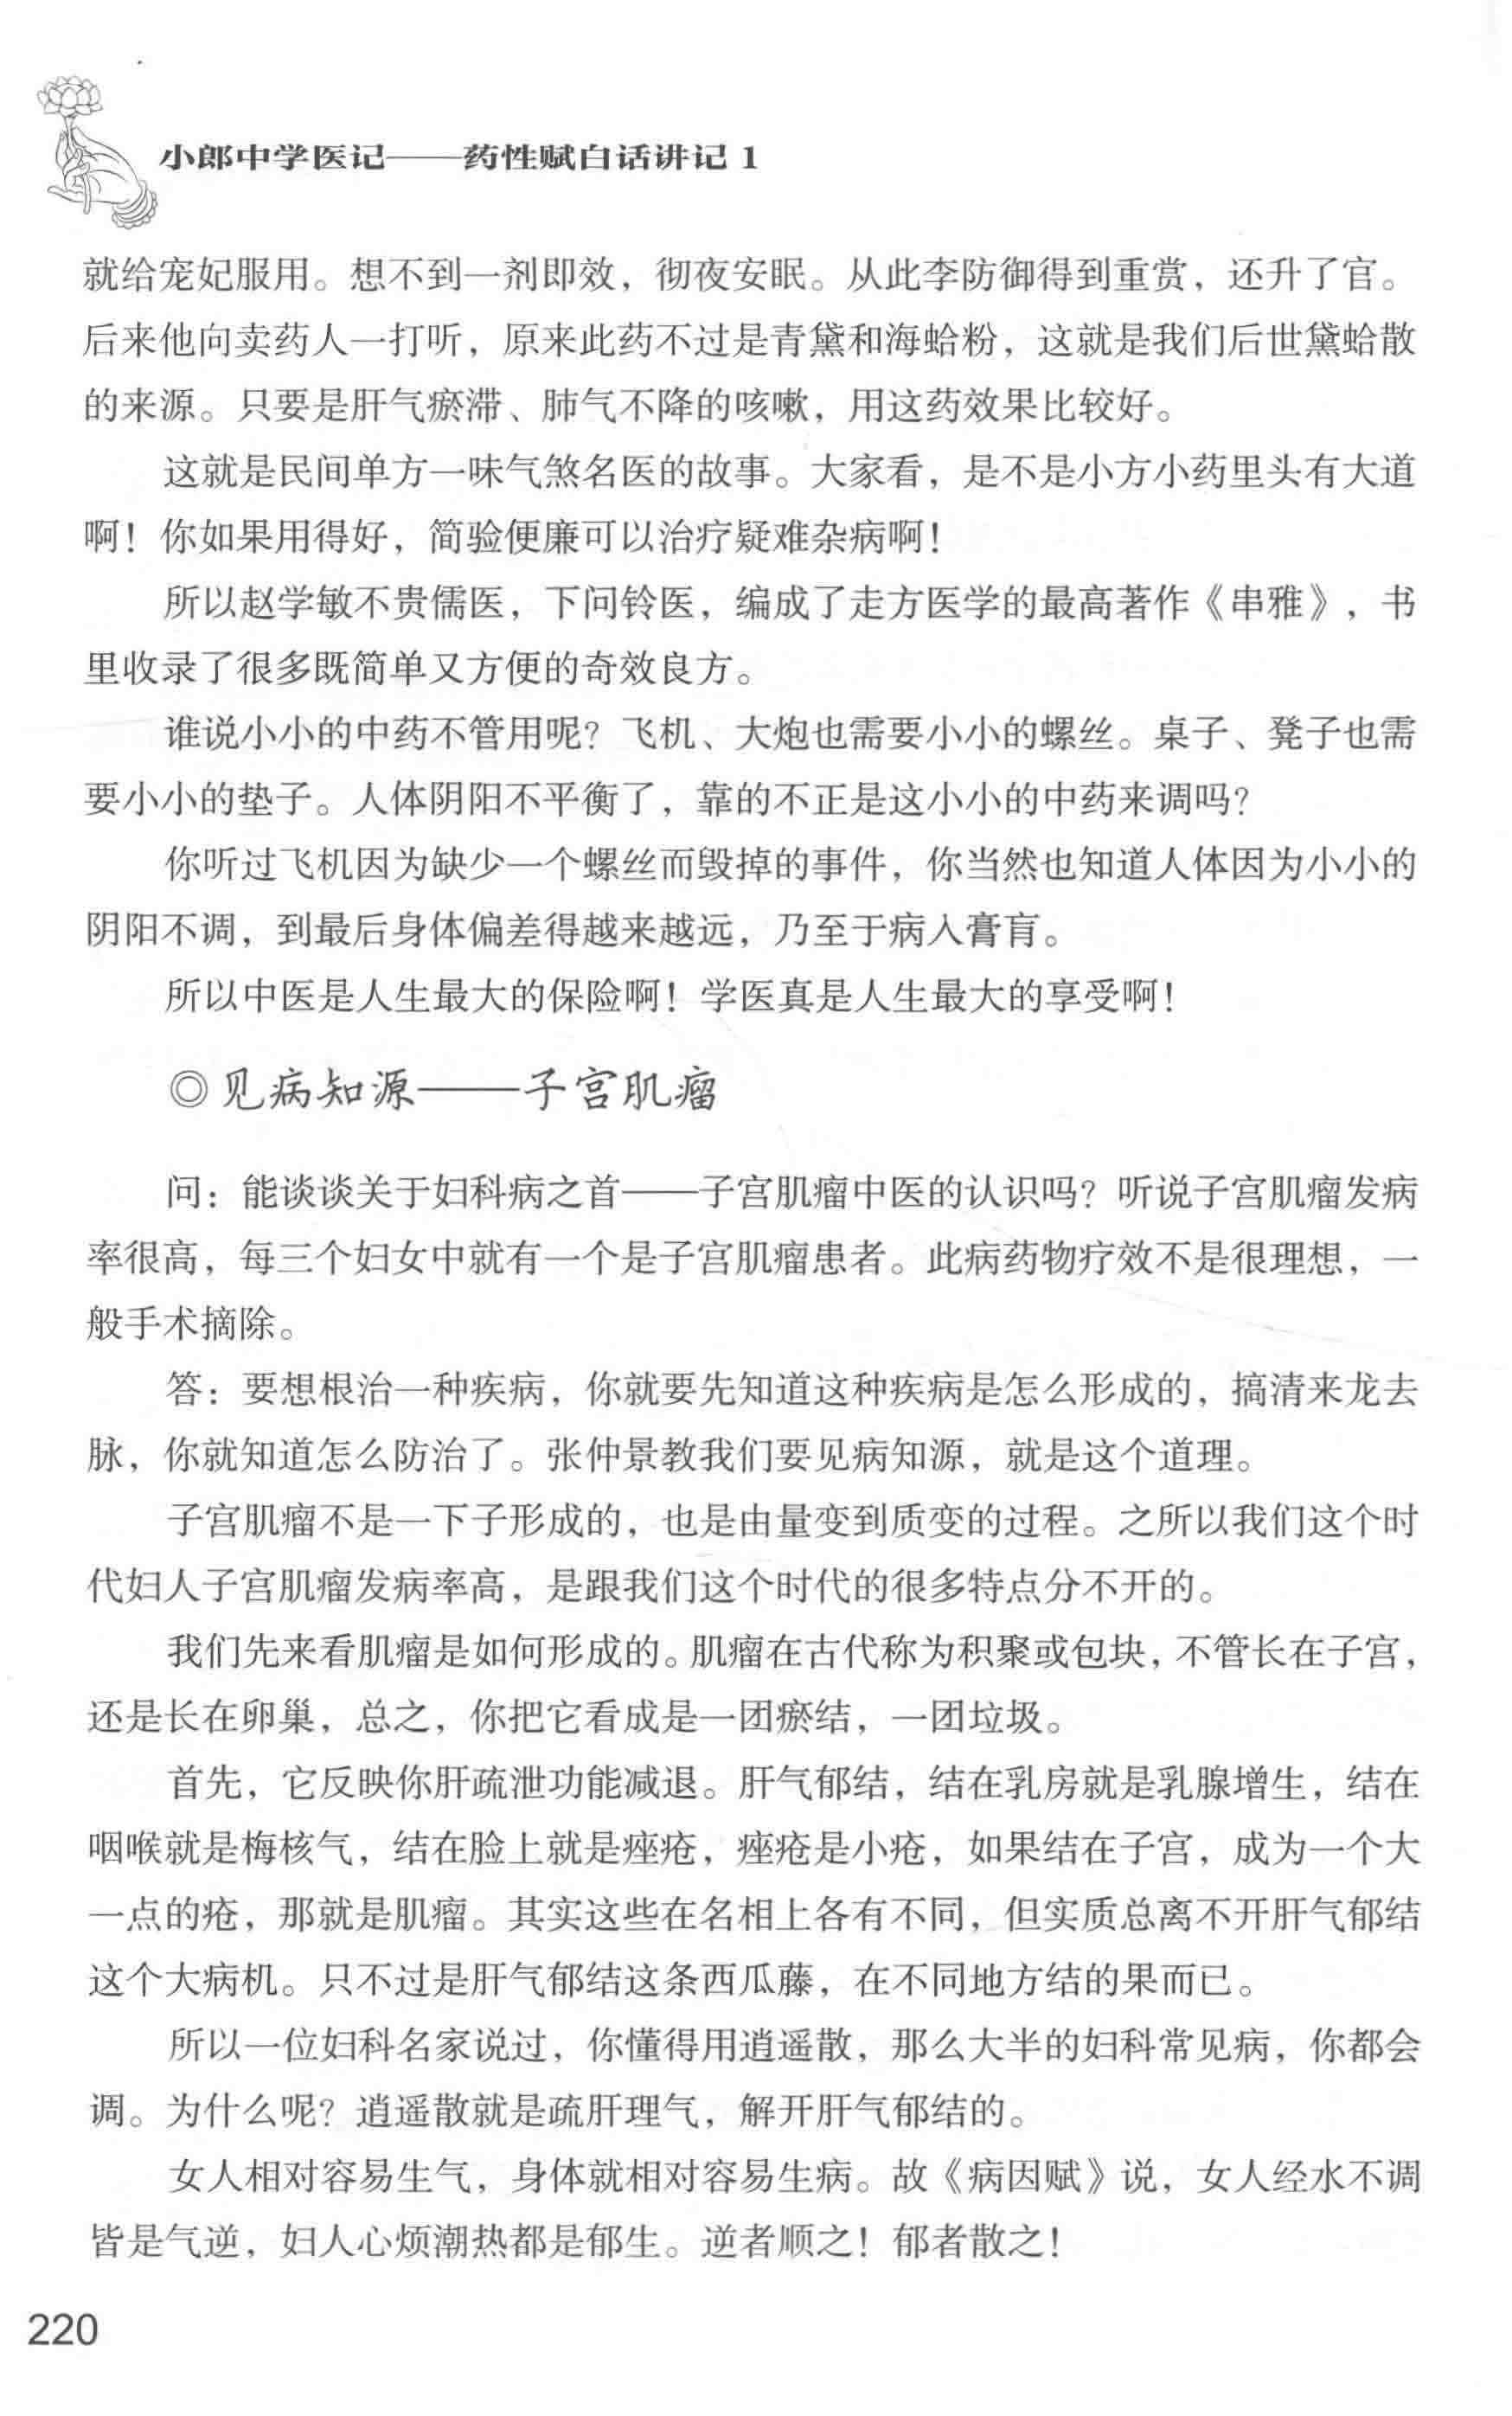 小郎中学医记——药性赋白话讲记 1
就给宠妃服用。想不到一剂即效，彻夜安眠。从此李防御得到重赏，还升了官。
后来他向卖药人一打听，原来此药不过是青黛和海蛤粉，这就是我们后世黛蛤散
的来源。只要是肝气瘀滞、肺气不降的咳嗽，用这药效果比较好。
这就是民间单方一味气煞名医的故事。大家看，是不是小方小药里头有大道
啊！你如果用得好，简验便廉可以治疗疑难杂病啊！
所以赵学敏不贵儒医，下问铃医，编成了走方医学的最高著作《串雅》，书
里收录了很多既简单又方便的奇效良方。
谁说小小的中药不管用呢？飞机、大炮也需要小小的螺丝。桌子、凳子也需
要小小的垫子。人体阴阳不平衡了，靠的不正是这小小的中药来调吗？
你听过飞机因为缺少一个螺丝而毁掉的事件，你当然也知道人体因为小小的
阴阳不调，到最后身体偏差得越来越远，乃至于病入膏肓。
所以中医是人生最大的保险啊！学医真是人生最大的享受啊！
◎见病知源——子宫肌瘤
问：能谈谈关于妇科病之首——子宫肌瘤中医的认识吗？听说子宫肌瘤发病
率很高，每三个妇女中就有一个是子宫肌瘤患者。此病药物疗效不是很理想，一
般手术摘除。
答：要想根治一种疾病，你就要先知道这种疾病是怎么形成的，搞清来龙去
脉，你就知道怎么防治了。张仲景教我们要见病知源，就是这个道理。
子宫肌瘤不是一下子形成的，也是由量变到质变的过程。之所以我们这个时
代妇人子宫肌瘤发病率高，是跟我们这个时代的很多特点分不开的。
我们先来看肌瘤是如何形成的。肌瘤在古代称为积聚或包块，不管长在子宫，
还是长在卵巢，总之，你把它看成是一团瘀结，一团垃圾。
首先，它反映你肝疏泄功能减退。肝气郁结，结在乳房就是乳腺增生，结在
咽喉就是梅核气，结在脸上就是痤疮，痤疮是小疮，如果结在子宫，成为一个大
一点的疮，那就是肌瘤。其实这些在名相上各有不同，但实质总离不开肝气郁结
这个大病机。只不过是肝气郁结这条西瓜藤，在不同地方结的果而已。
所以一位妇科名家说过，你懂得用逍遥散，那么大半的妇科常见病，你都会
调。为什么呢？逍遥散就是疏肝理气，解开肝气郁结的。
女人相对容易生气，身体就相对容易生病。故《病因赋》说，女人经水不调
皆是气逆，妇人心烦潮热都是郁生。逆者顺之！郁者散之！
220